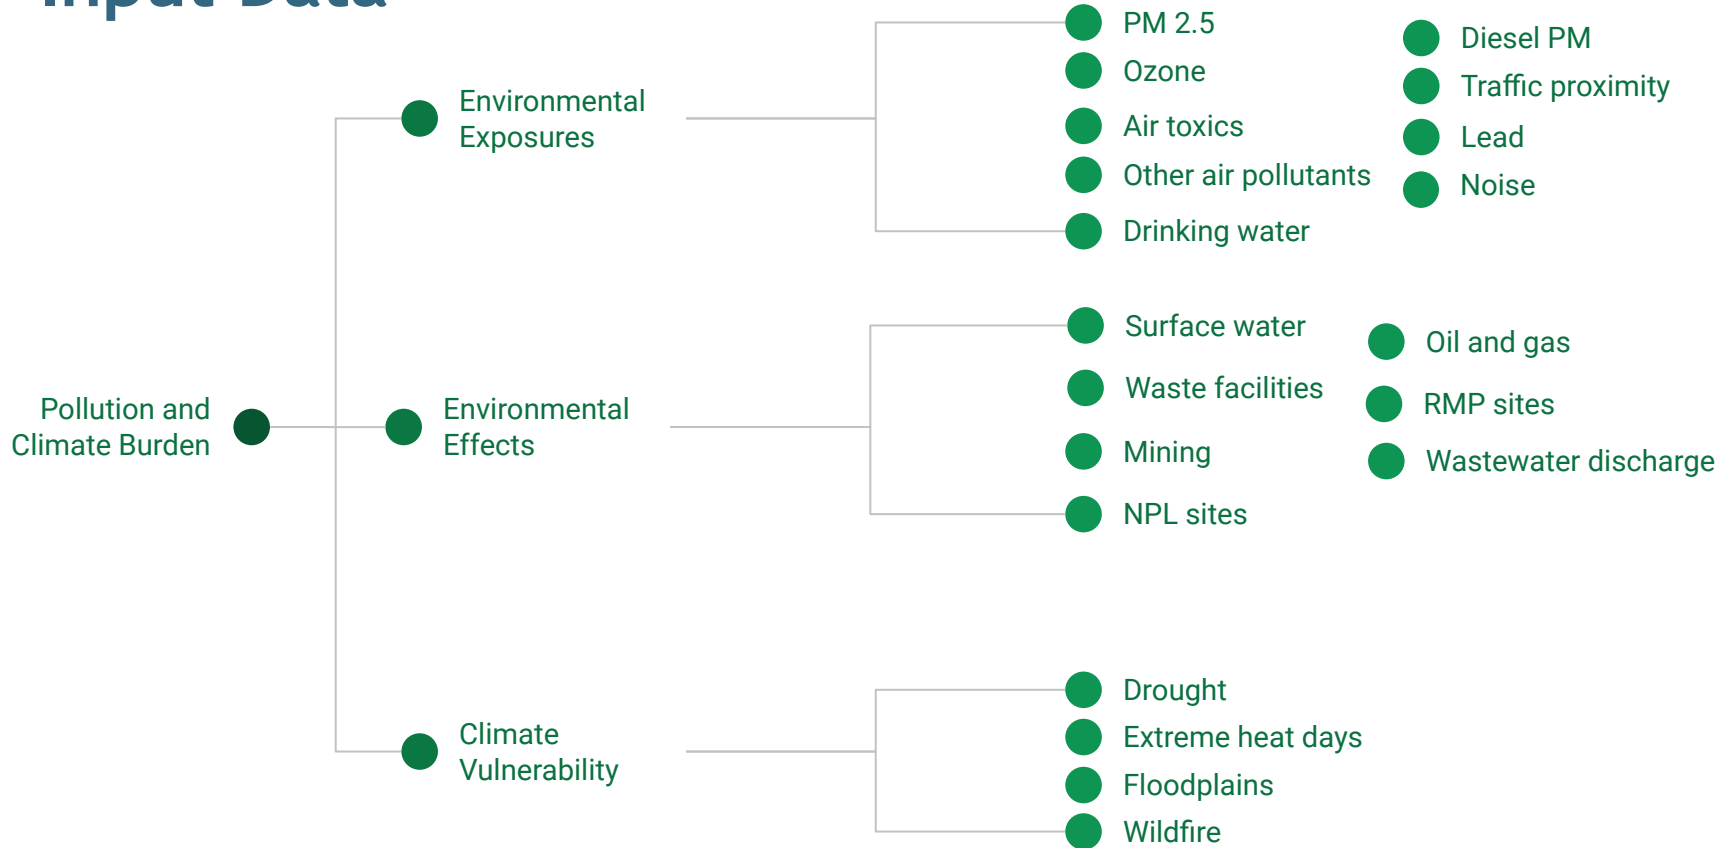 Input Data
Pollution and
Climate Burden
Environmental
Exposures
PM 2.5
Ozone
Air toxics
Other air pollutants
Drinking water
Diesel PM
Traffic proximity
Lead
Noise
Environmental
Effects
Surface water
Waste facilities
Mining
NPL sites
Oil and gas
RMP sites
Wastewater discharge
Climate
Vulnerability
Drought
Extreme heat days
Floodplains
Wildfire